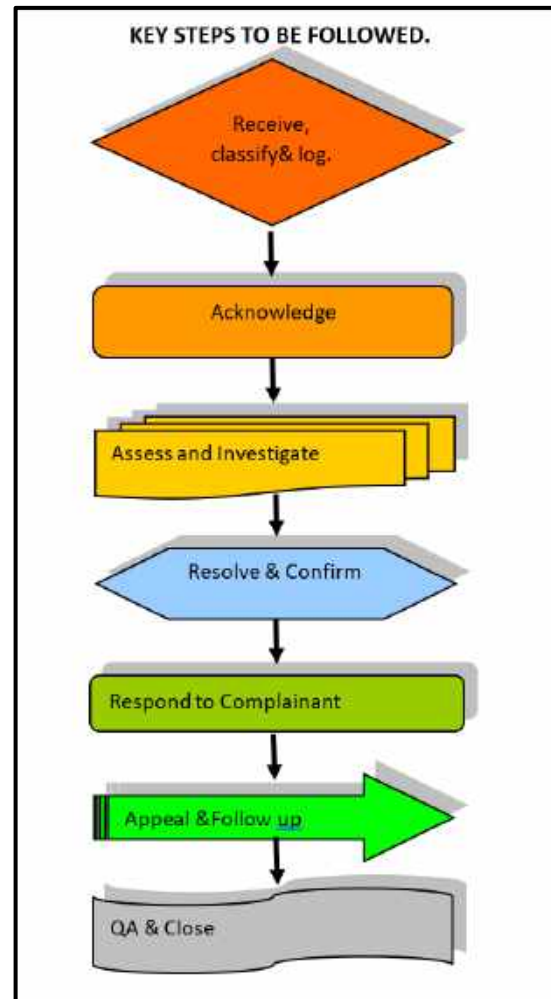 KEY STEPS TO BE FOLLOWED.
Receive,
classify& log.
Acknowledge
Assess and Investigate
Resolve & Confirm
Respond to Complainant
Appeal &Follow up
QA & Close